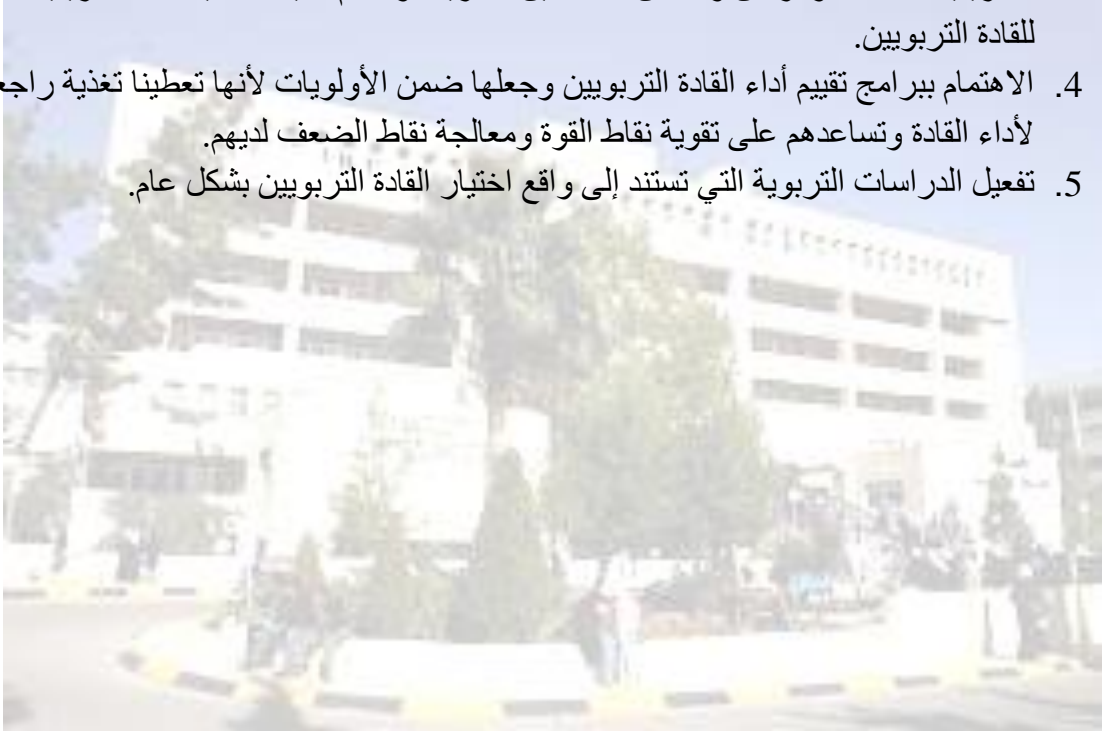 للقادة التربويين.
4. الاهتمام ببرامج تقييم أداء القادة التربويين وجعلها ضمن الأولويات لأنها تعطينا تغذية
لأداء القادة وتساعدهم على تقوية نقاط القوة ومعالجة نقاط الضعف لديهم.
5. تفعيل الدراسات التربوية التي تستند إلى واقع اختيار القادة التربويين بشكل عام.